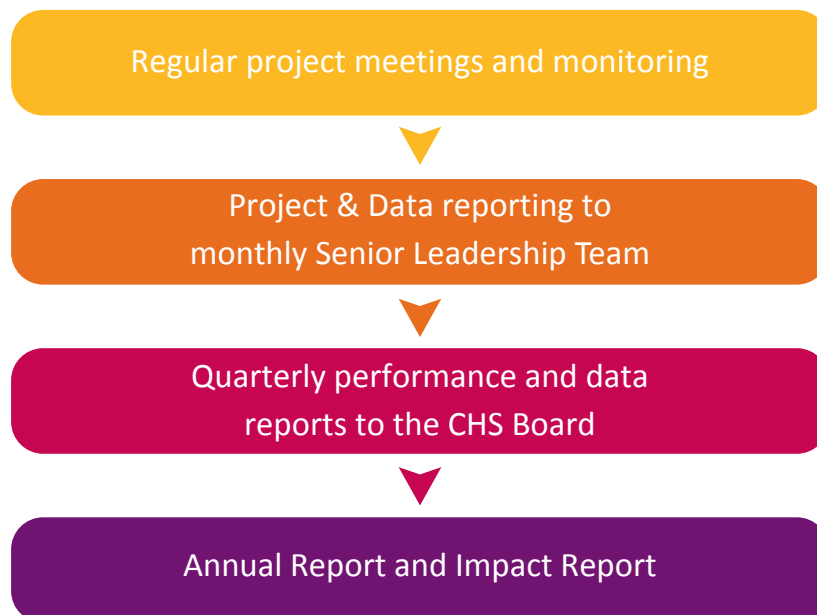 Regular project meetings and monitoring
Project & Data reporting to
monthly Senior Leadership Team
Quarterly performance and data
reports to the CHS Board
Annual Report and Impact Report